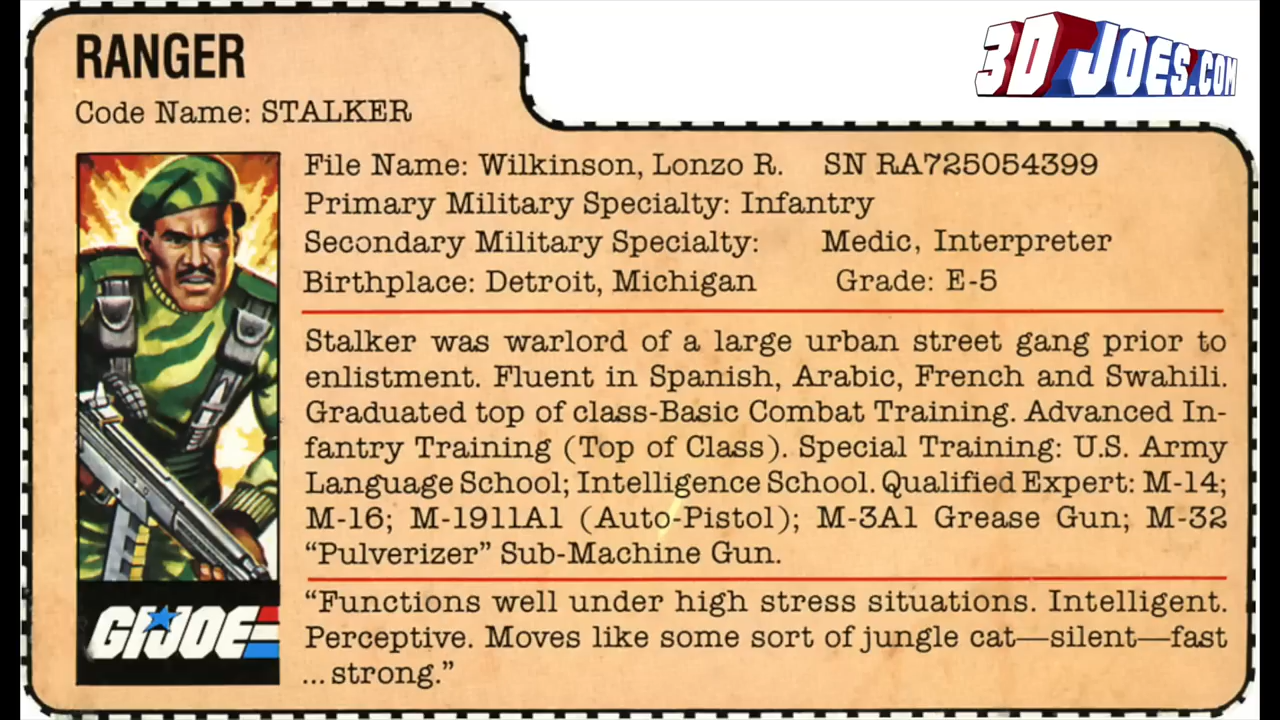 3D JOES.COM
RANGER
Code Name: STALKER
File Name: Wilkinson, Lonzo R. SN RA725054399
Primary Military Specialty: Infantry
Secondary Military Specialty: Medic, Interpreter
Birthplace: Detroit, Michigan Grade: E-5
Stalker was warlord of a large urban street gang prior to
enlistment. Fluent in Spanish, Arabic, French and Swahili.
Graduated top of class-Basic Combat Training. Advanced In-
fantry Training (Top of Class). Special Training: U.S. Army
Language School; Intelligence School. Qualified Expert: M-14;
M-16; M-1911A1 (Auto-Pistol); M-3A1 Grease Gun; M-32
“Pulverizer” Sub-Machine Gun.
“Functions well under high stress situations. Intelligent.
Perceptive. Moves like some sort of jungle cat—silent—fast
... strong.”
GI JOE